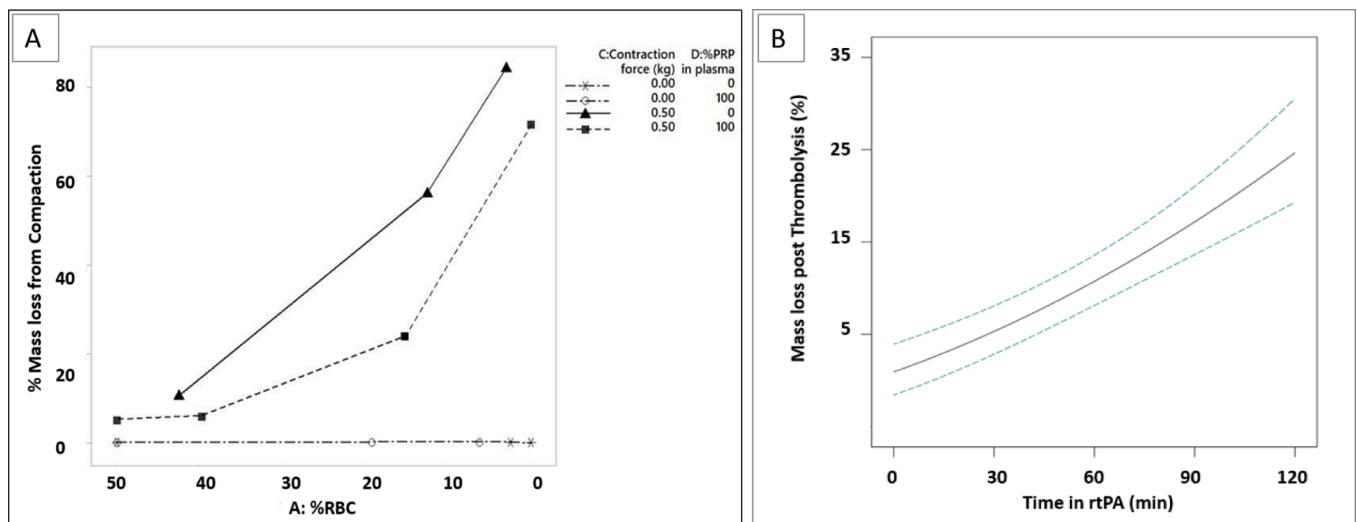 A
C:Contraction D:%PRP
force (kg) in plasma
0.00 0
0.00 100
0.50 0
0.50 100
% Mass loss from Compaction
80
60
40
20
0
50 40 30 20 10 0
A: %RBC
B
Mass loss post Thrombolysis (%)
35
25
15
5
0 30 60 90 120
Time in rtPA (min)